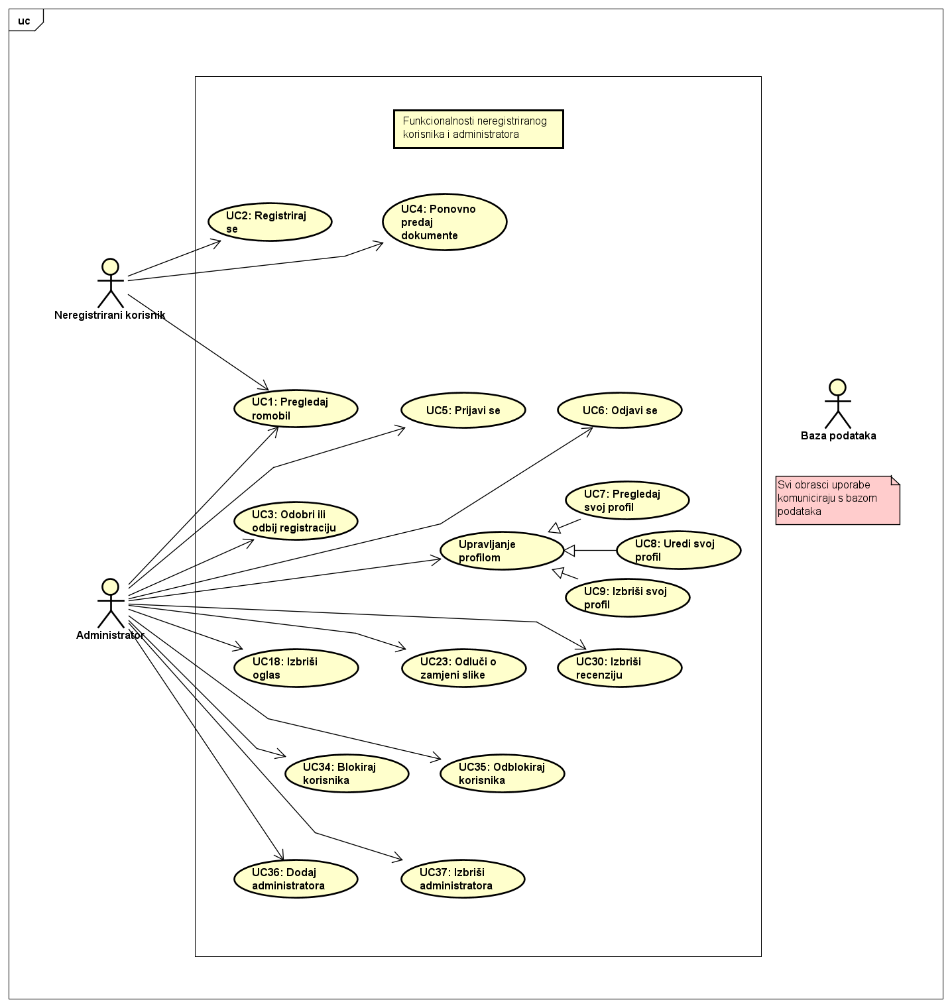 uc
Funkcionalnosti neregistriranog
korisnika i administratora
UC2: Registriraj
se
UC4: Ponovno
predaj
dokumente
Neregistrirani korisnik
UC1: Pregledaj
romobil
UC5: Prijavi se
UC6: Odjavi se
Baza podataka
Svi obrasci uporabe
komuniciraju s bazom
podataka
UC7: Pregledaj
svoj profil
UC3: Odobri ili
odbij registraciju
Upravljanje
profilom
UC8: Uredi svoj
profil
UC9: Izbriši svoj
profil
Administrator
UC18: Izbriši
oglas
UC23: Odluči o
zamjeni slike
UC30: Izbriši
recenziju
UC34: Blokiraj
korisnika
UC35: Odblokiraj
korisnika
UC36: Dodaj
administratora
UC37: Izbriši
administratora